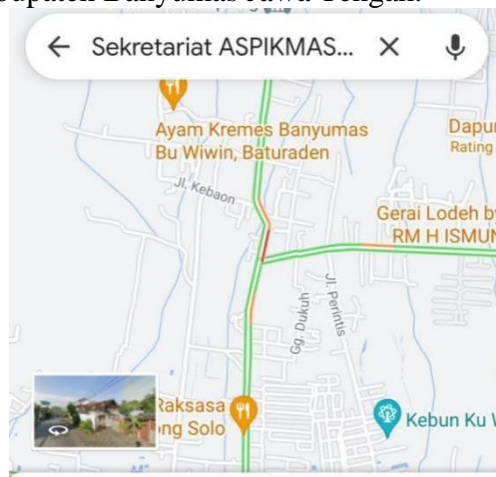 bupaten Banyumas Jawa Tengah.
Sekretariat ASPIKMAS...
Ayam Kremes Banyumas
Bu Wiwin, Baturaden
Dapur
Rating
Jl. Kebaon
Gerai Lodeh by
RM H ISMUN
Jl. Perintis
Gg. Dukuh
Raksasa
ong Solo
Kebun Ku W